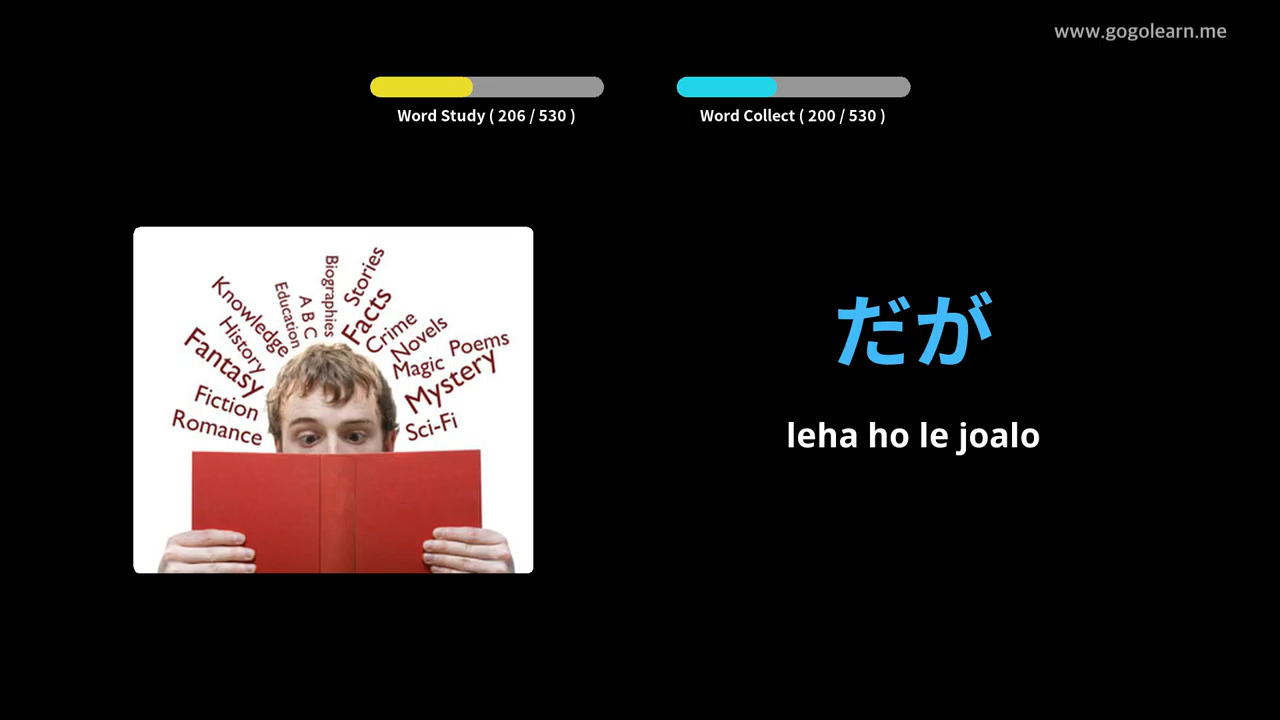 www.gogolearn.me
Word Study ( 206 / 530 )
Word Collect ( 200 / 530 )
Biographies
Stories
Education
A B C
Facts
Knowledge
Crime
History
Novels
Fantasy
Magic
Poems
Mystery
Fiction
Romance
Sci-Fi
だが
leha ho le joalo